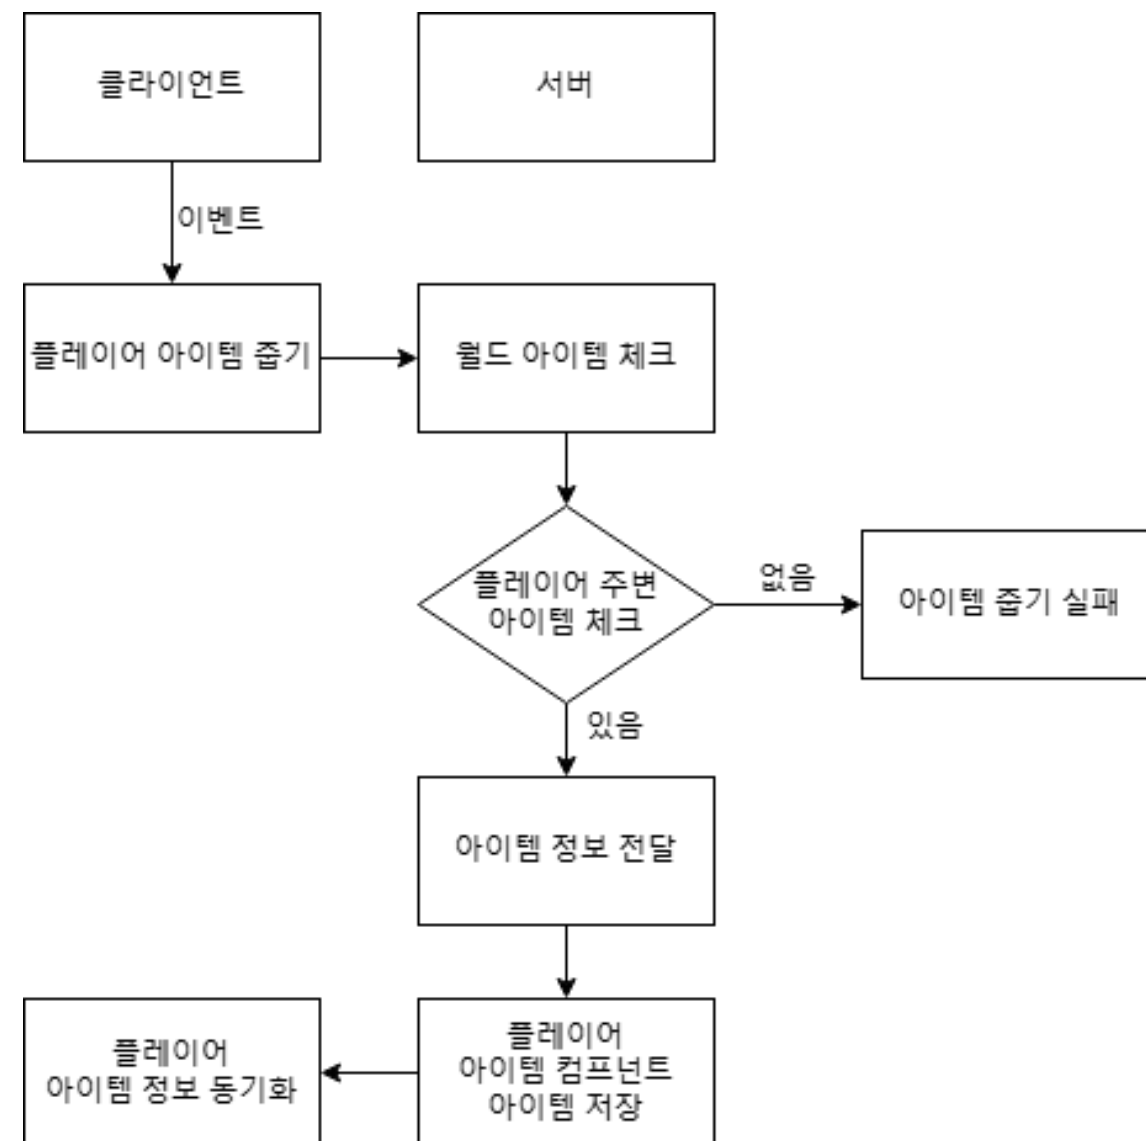 클라이언트
서버
이벤트
플레이어 아이템 줍기
월드 아이템 체크
플레이어 주변
아이템 체크
없음
아이템 줍기 실패
있음
아이템 정보 전달
플레이어
아이템 정보 동기화
플레이어
아이템 컴프넌트
아이템 저장